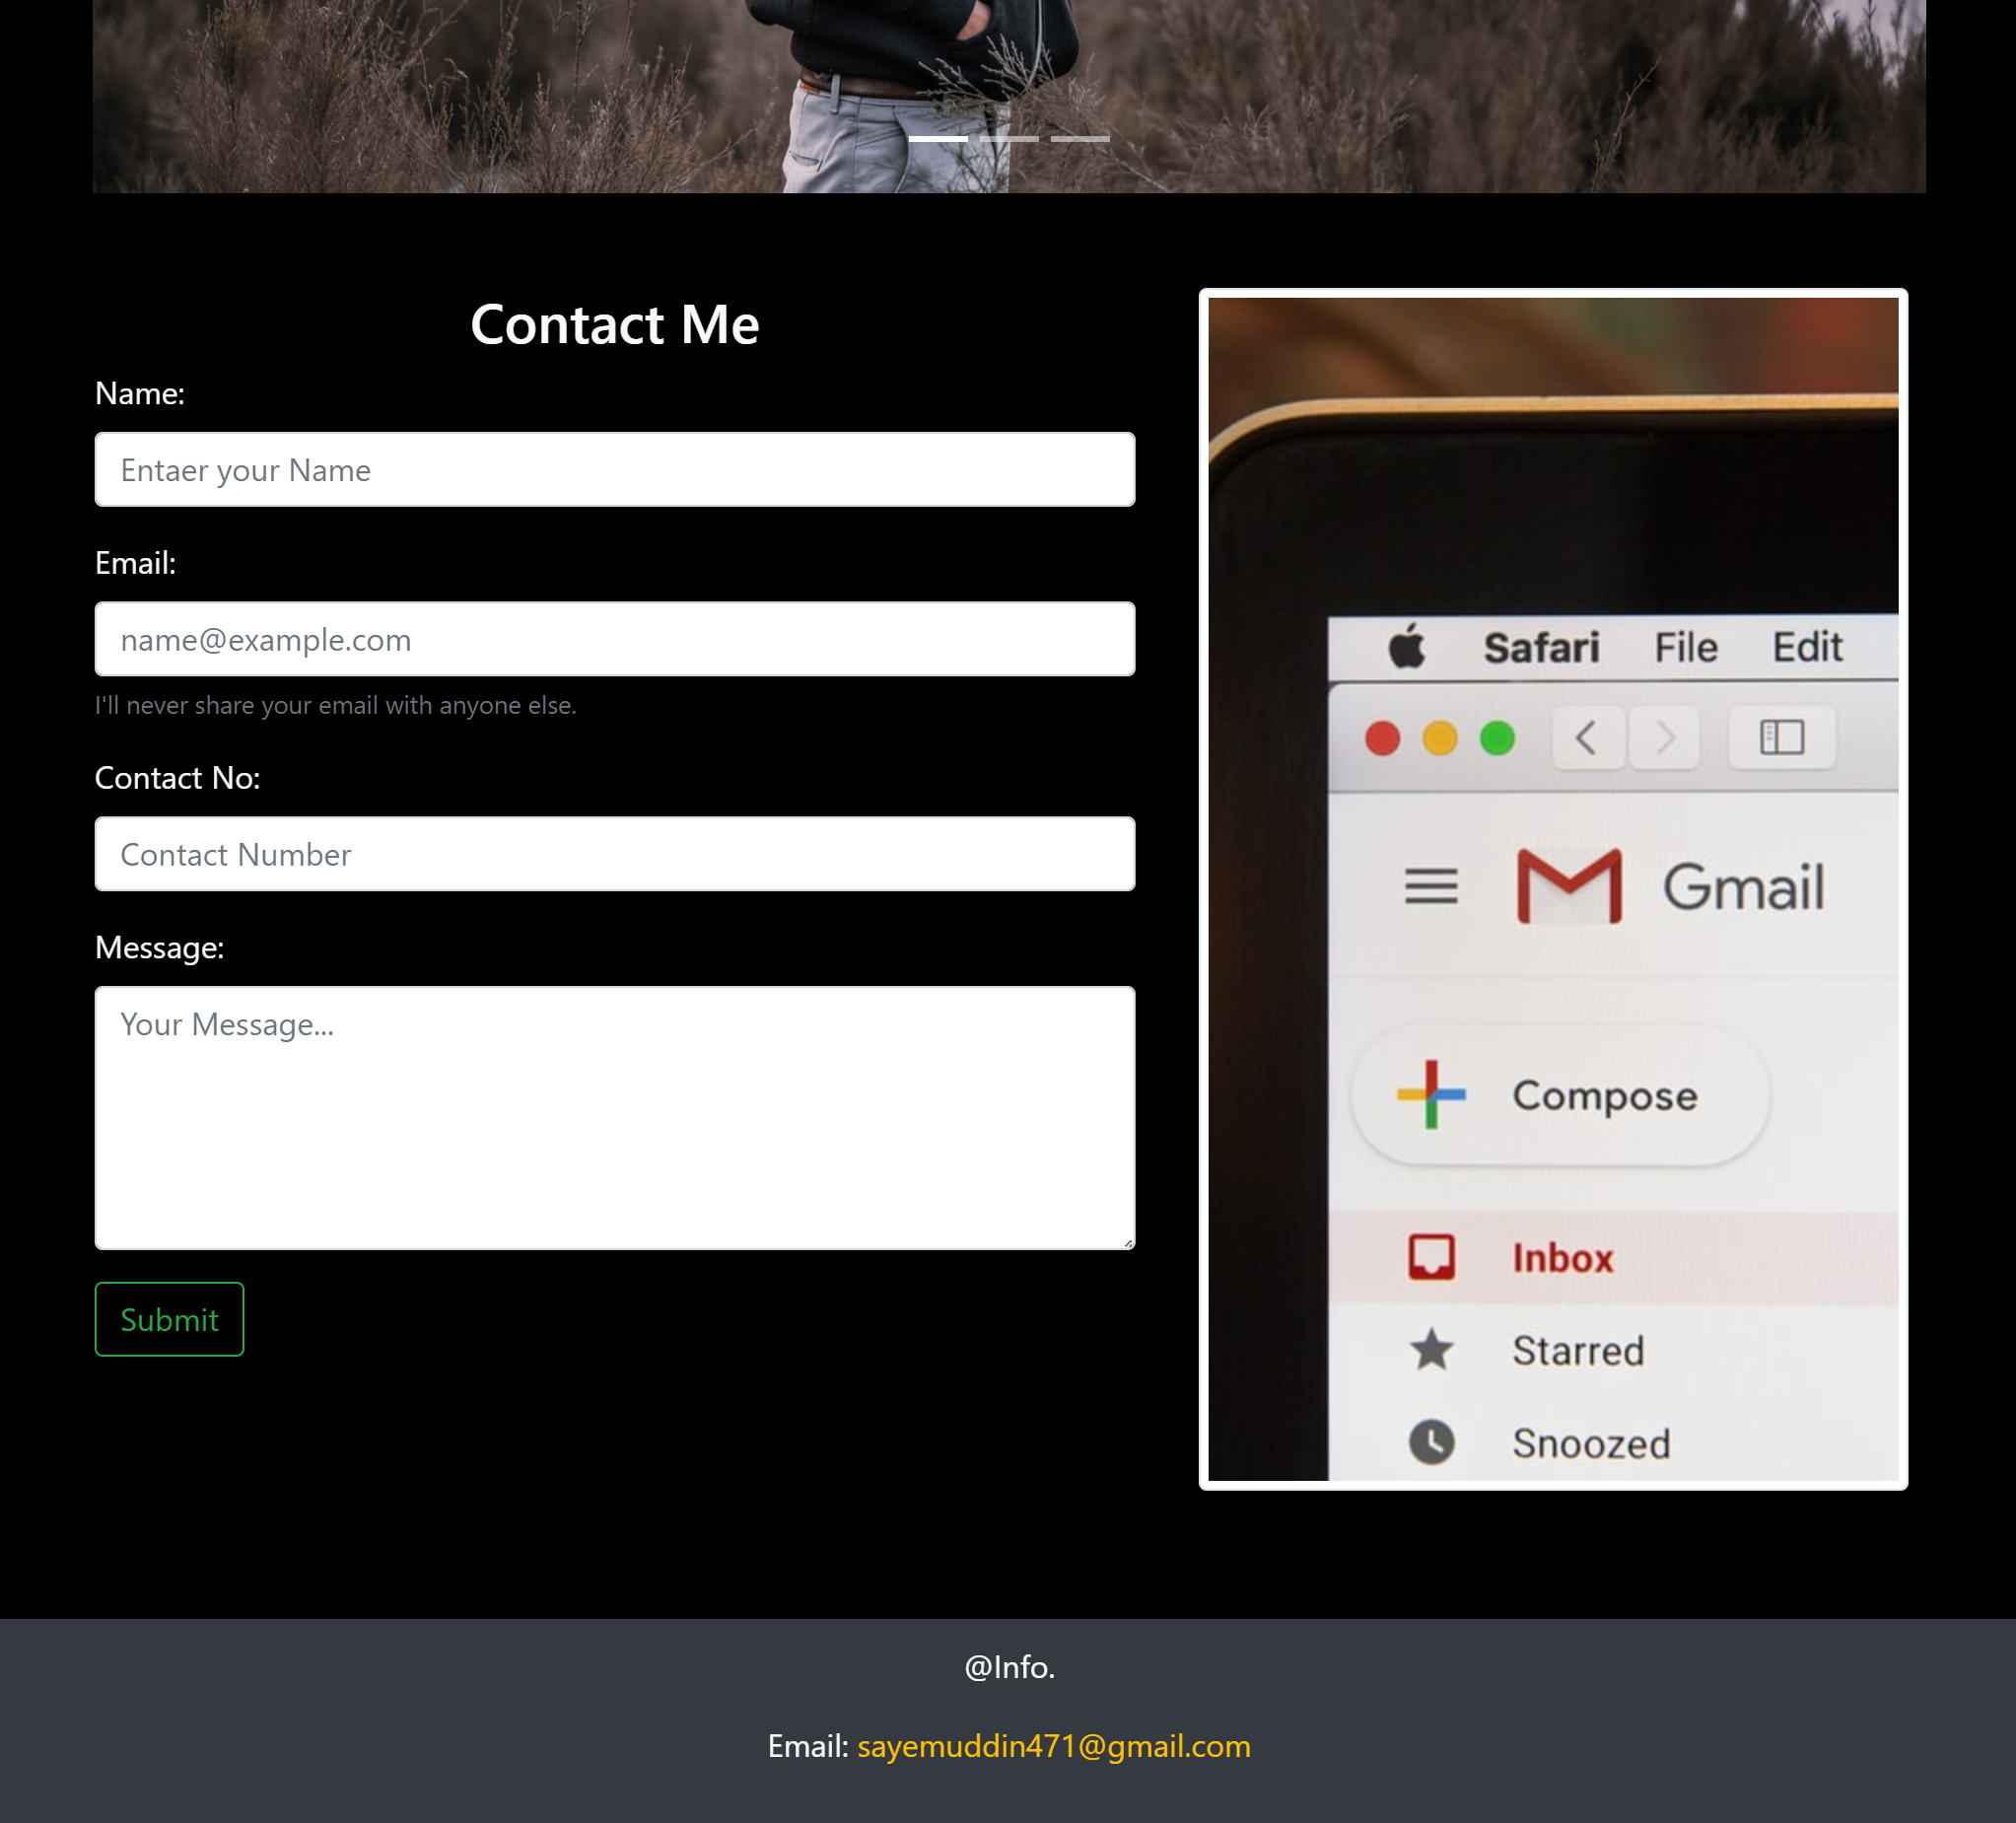 Contact Me
Name:
Entaer your Name
Email:
name@example.com
I'll never share your email with anyone else.
Contact No:
Contact Number
Message:
Your Message...
Submit
Safari File Edit
Gmail
Compose
Inbox
Starred
Snoozed
@Info.
Email: sayemuddin471@gmail.com